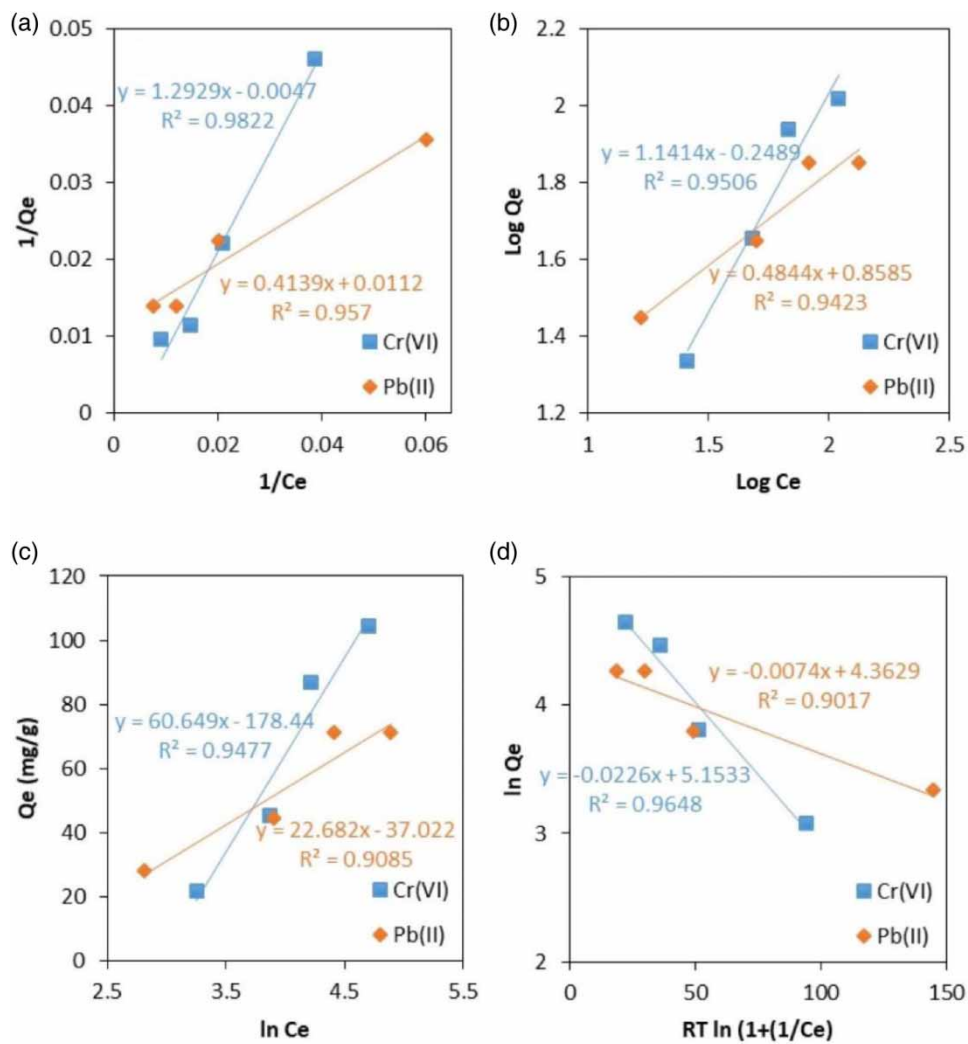 (a)
0.05
0.04
0.03
0.02
0.01
0
1/Qe
y = 1.2929x - 0.0047
R² = 0.9822
y = 0.4139x + 0.0112
R² = 0.957
Cr(VI)
Pb(II)
0 0.02 0.04 0.06
1/Ce
(b)
2.2
2
1.8
1.6
1.4
1.2
Log Qe
y = 1.1414x - 0.2489
R² = 0.9506
y = 0.4844x + 0.8585
R² = 0.9423
Cr(VI)
Pb(II)
1 1.5 2 2.5
Log Ce
(c)
120
100
80
60
40
20
0
Qe (mg/g)
y = 60.649x - 178.44
R² = 0.9477
y = 22.682x - 37.022
R² = 0.9085
Cr(VI)
Pb(II)
2.5 3.5 4.5 5.5
ln Ce
(d)
5
4
3
2
ln Qe
y = -0.0074x + 4.3629
R² = 0.9017
y = -0.0226x + 5.1533
R² = 0.9648
Cr(VI)
Pb(II)
0 50 100 150
RT ln (1+(1/Ce)